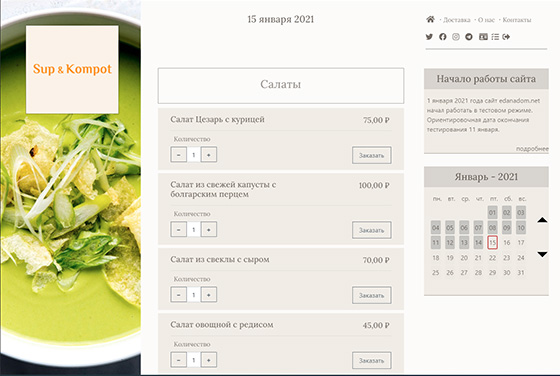 Sup & Kompot
15 января 2021
Салаты
Салат Цезарь с курицей
75,00 ₽
Количество
- 1 +
Заказать
Салат из свежей капусты с
болгарским перцем
100,00 ₽
Количество
- 1 +
Заказать
Салат из свеклы с сыром
70,00 ₽
Количество
- 1 +
Заказать
Салат овощной с редисом
45,00 ₽
Количество
- 1 +
Заказать
· Доставка · О нас · Контакты
Начало работы сайта
1 января 2021 года сайт edanadom.net
начал работать в тестовом режиме.
Ориентировочная дата окончания
тестирования 11 января.
подробнее
Январь - 2021
пн. вт. ср. чт. пт. сб. вс.
01 02 03
04 05 06 07 08 09 10
11 12 13 14 15 16 17
18 19 20 21 22 23 24
25 26 27 28 29 30 31